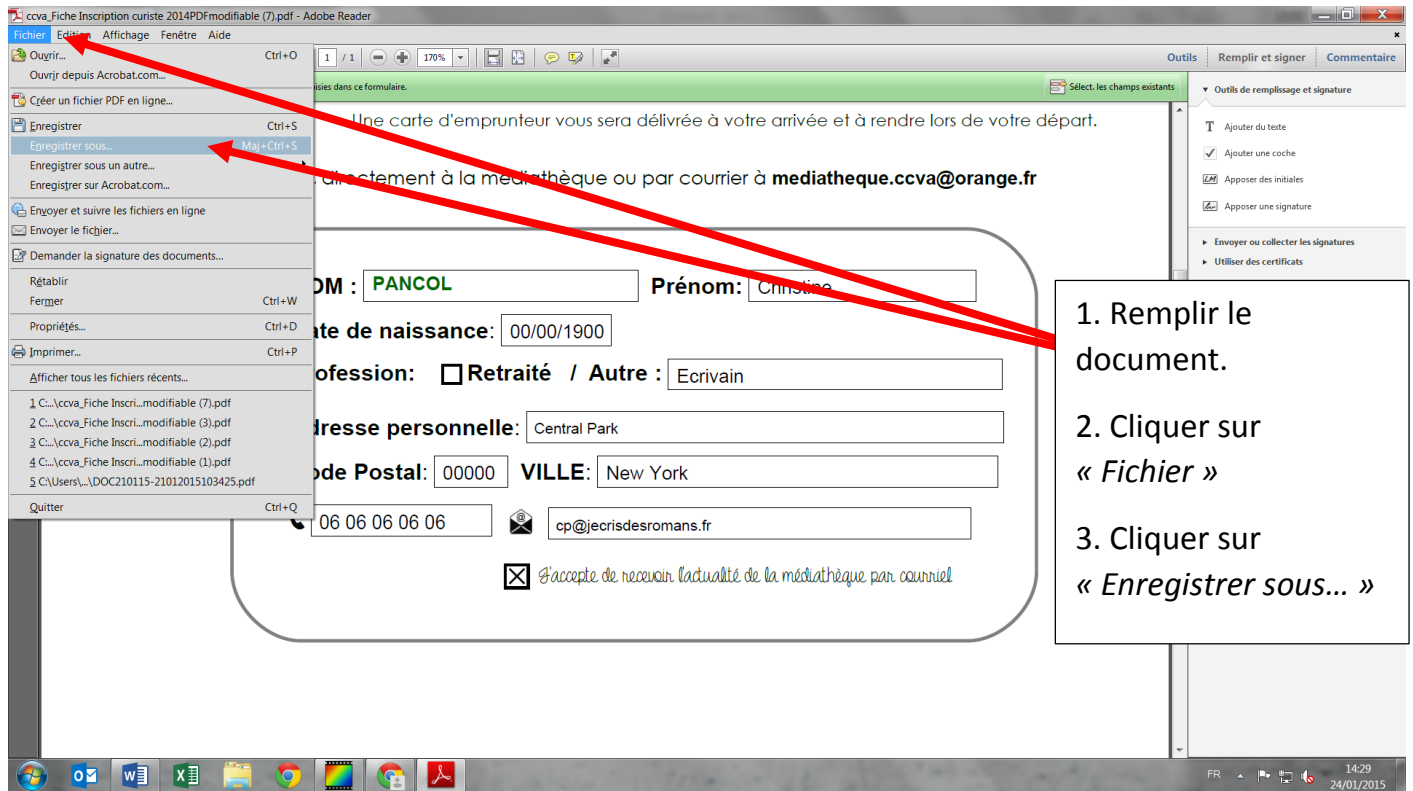 ccva_Fiche Inscription curiste 2014PDFmodifiable (7).pdf - Adobe Reader
Fichier Edition Affichage Fenêtre Aide
Ouvrir... Ctrl+O
Ouvrir depuis Acrobat.com...
Créer un fichier PDF en ligne...
Enregistrer Ctrl+S
Enregistrer sous... Maj+Ctrl+S
Enregistrer sous un autre...
Enregistrer sur Acrobat.com...
Envoyer et suivre les fichiers en ligne
Envoyer le fichier...
Demander la signature des documents...
Rétablir
Fermer Ctrl+W
Propriétés... Ctrl+D
Imprimer... Ctrl+P
Afficher tous les fichiers récents...
1 C:...\ccva_Fiche Inscri...modifiable (7).pdf
2 C:...\ccva_Fiche Inscri...modifiable (3).pdf
3 C:...\ccva_Fiche Inscri...modifiable (2).pdf
4 C:...\ccva_Fiche Inscri...modifiable (1).pdf
5 C:\Users\...\DOC210115-21012015103425.pdf
Quitter Ctrl+Q
1 / 1 170%
Outils Remplir et signer Commentaire
isies dans ce formulaire.
Sélect. les champs existants
Une carte d'emprunteur vous sera délivrée à votre arrivée et à rendre lors de votre départ.
directement à la médiathèque ou par courrier à mediatheque.ccva@orange.fr
OM : PANCOL Prénom: Christine
ate de naissance: 00/00/1900
ofession: Retraité / Autre : Ecrivain
dresse personnelle: Central Park
ode Postal: 00000 VILLE: New York
06 06 06 06 06 cp@jecrisdesromans.fr
J'accepte de recevoir l'actualité de la médiathèque par courriel
Outils de remplissage et signature
Ajouter du texte
Ajouter une coche
Apposer des initiales
Apposer une signature
Envoyer ou collecter les signatures
Utiliser des certificats
1. Remplir le
document.
2. Cliquer sur
« Fichier »
3. Cliquer sur
« Enregistrer sous... »
FR 14:29
24/01/2015